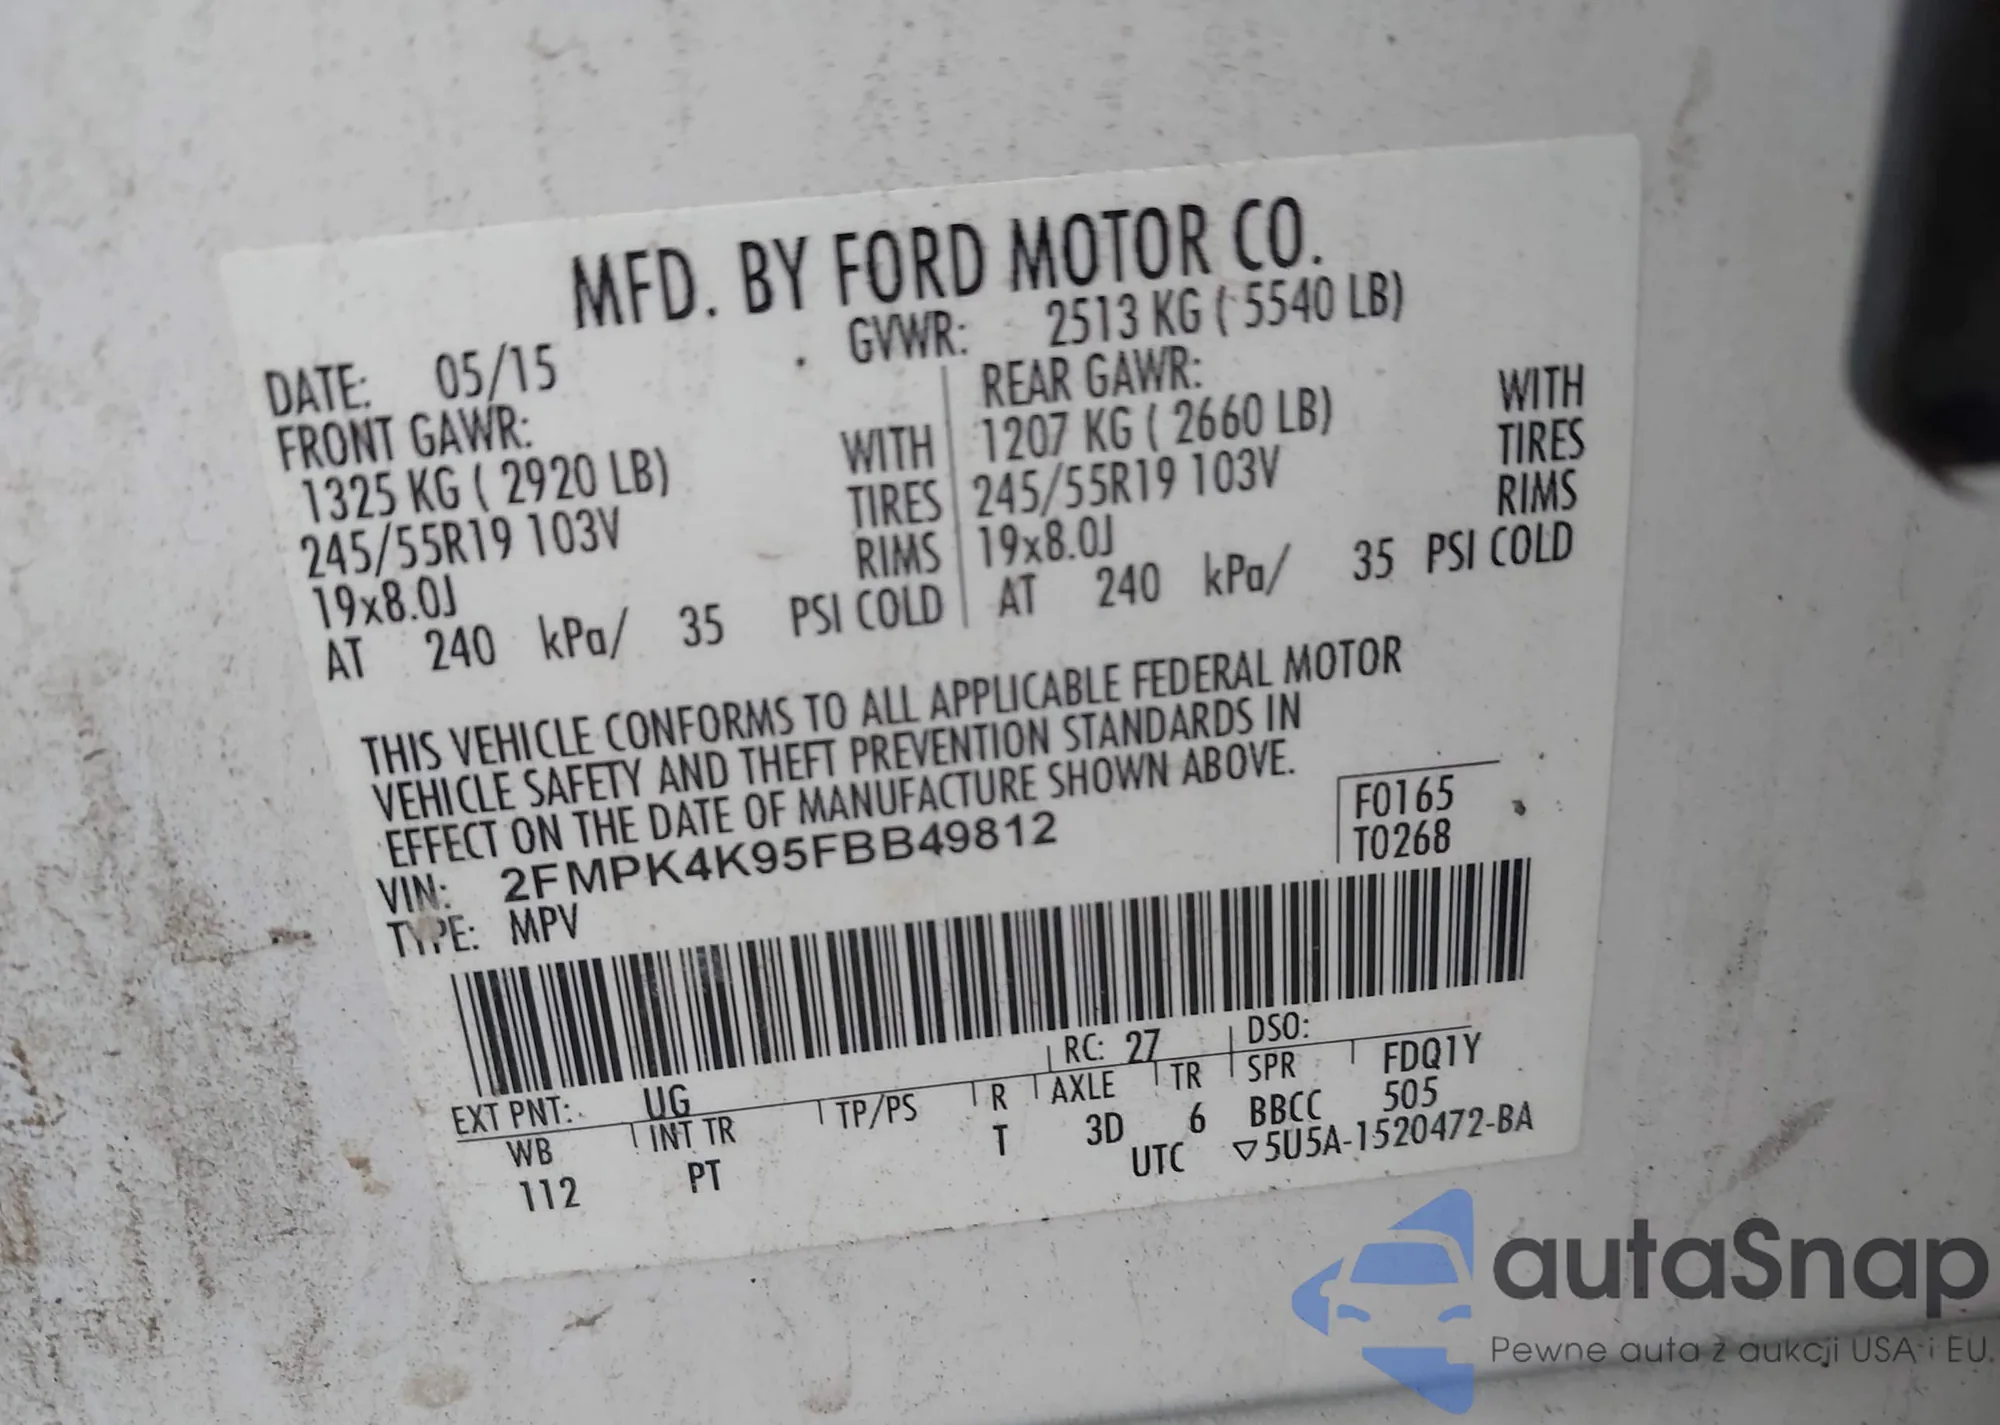 MFD. BY FORD MOTOR CO.
DATE: 05/15 GVWR: 2513 KG ( 5540 LB)
FRONT GAWR: REAR GAWR:
1325 KG ( 2920 LB) WITH 1207 KG ( 2660 LB) WITH
245/55R19 103V TIRES 245/55R19 103V TIRES
19x8.0J RIMS 19x8.0J RIMS
AT 240 kPa/ 35 PSI COLD AT 240 kPa/ 35 PSI COLD
THIS VEHICLE CONFORMS TO ALL APPLICABLE FEDERAL MOTOR
VEHICLE SAFETY AND THEFT PREVENTION STANDARDS IN
EFFECT ON THE DATE OF MANUFACTURE SHOWN ABOVE.
VIN: 2FMPK4K95FBB49812
TYPE: MPV
F0165
T0268
EXT PNT: UG RC: 27 DSO: FDQ1Y
WB INT TR TP/PS R AXLE TR SPR 505
112 PT T 3D 6 BBCC
UTC ▽5U5A-1520472-BA
autaSnap
Pewne auta z aukcji USA i EU.